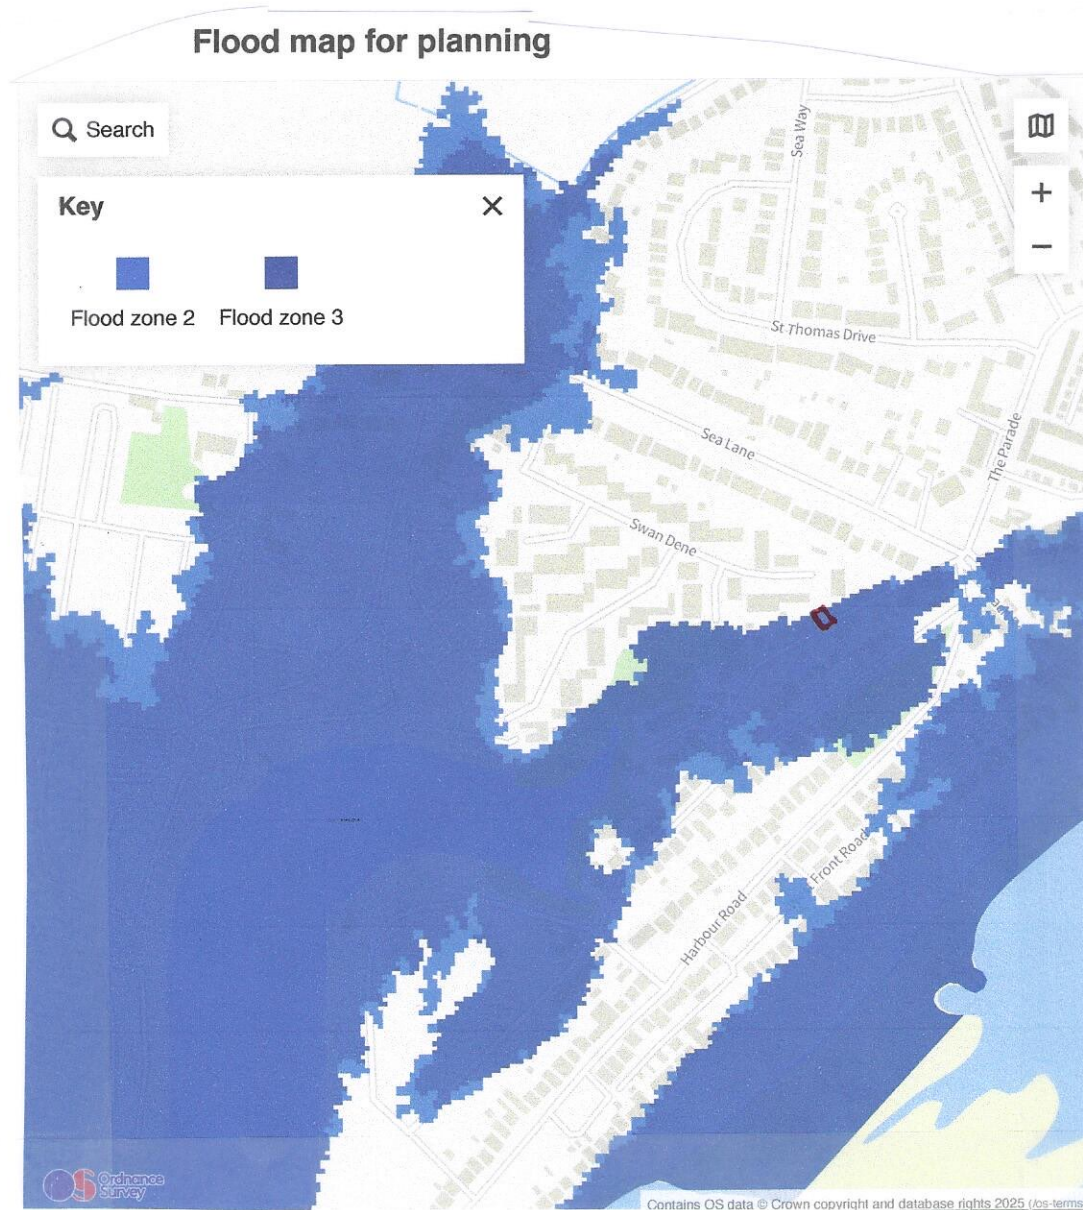 Flood map for planning
Search
Key
Flood zone 2 Flood zone 3
Sea Way
St Thomas Drive
The Parade
Sea Lane
Swan Dene
Front Road
Harbour Road
Ordnance
Survey
Contains OS data © Crown copyright and database rights 2025 (/os-terms